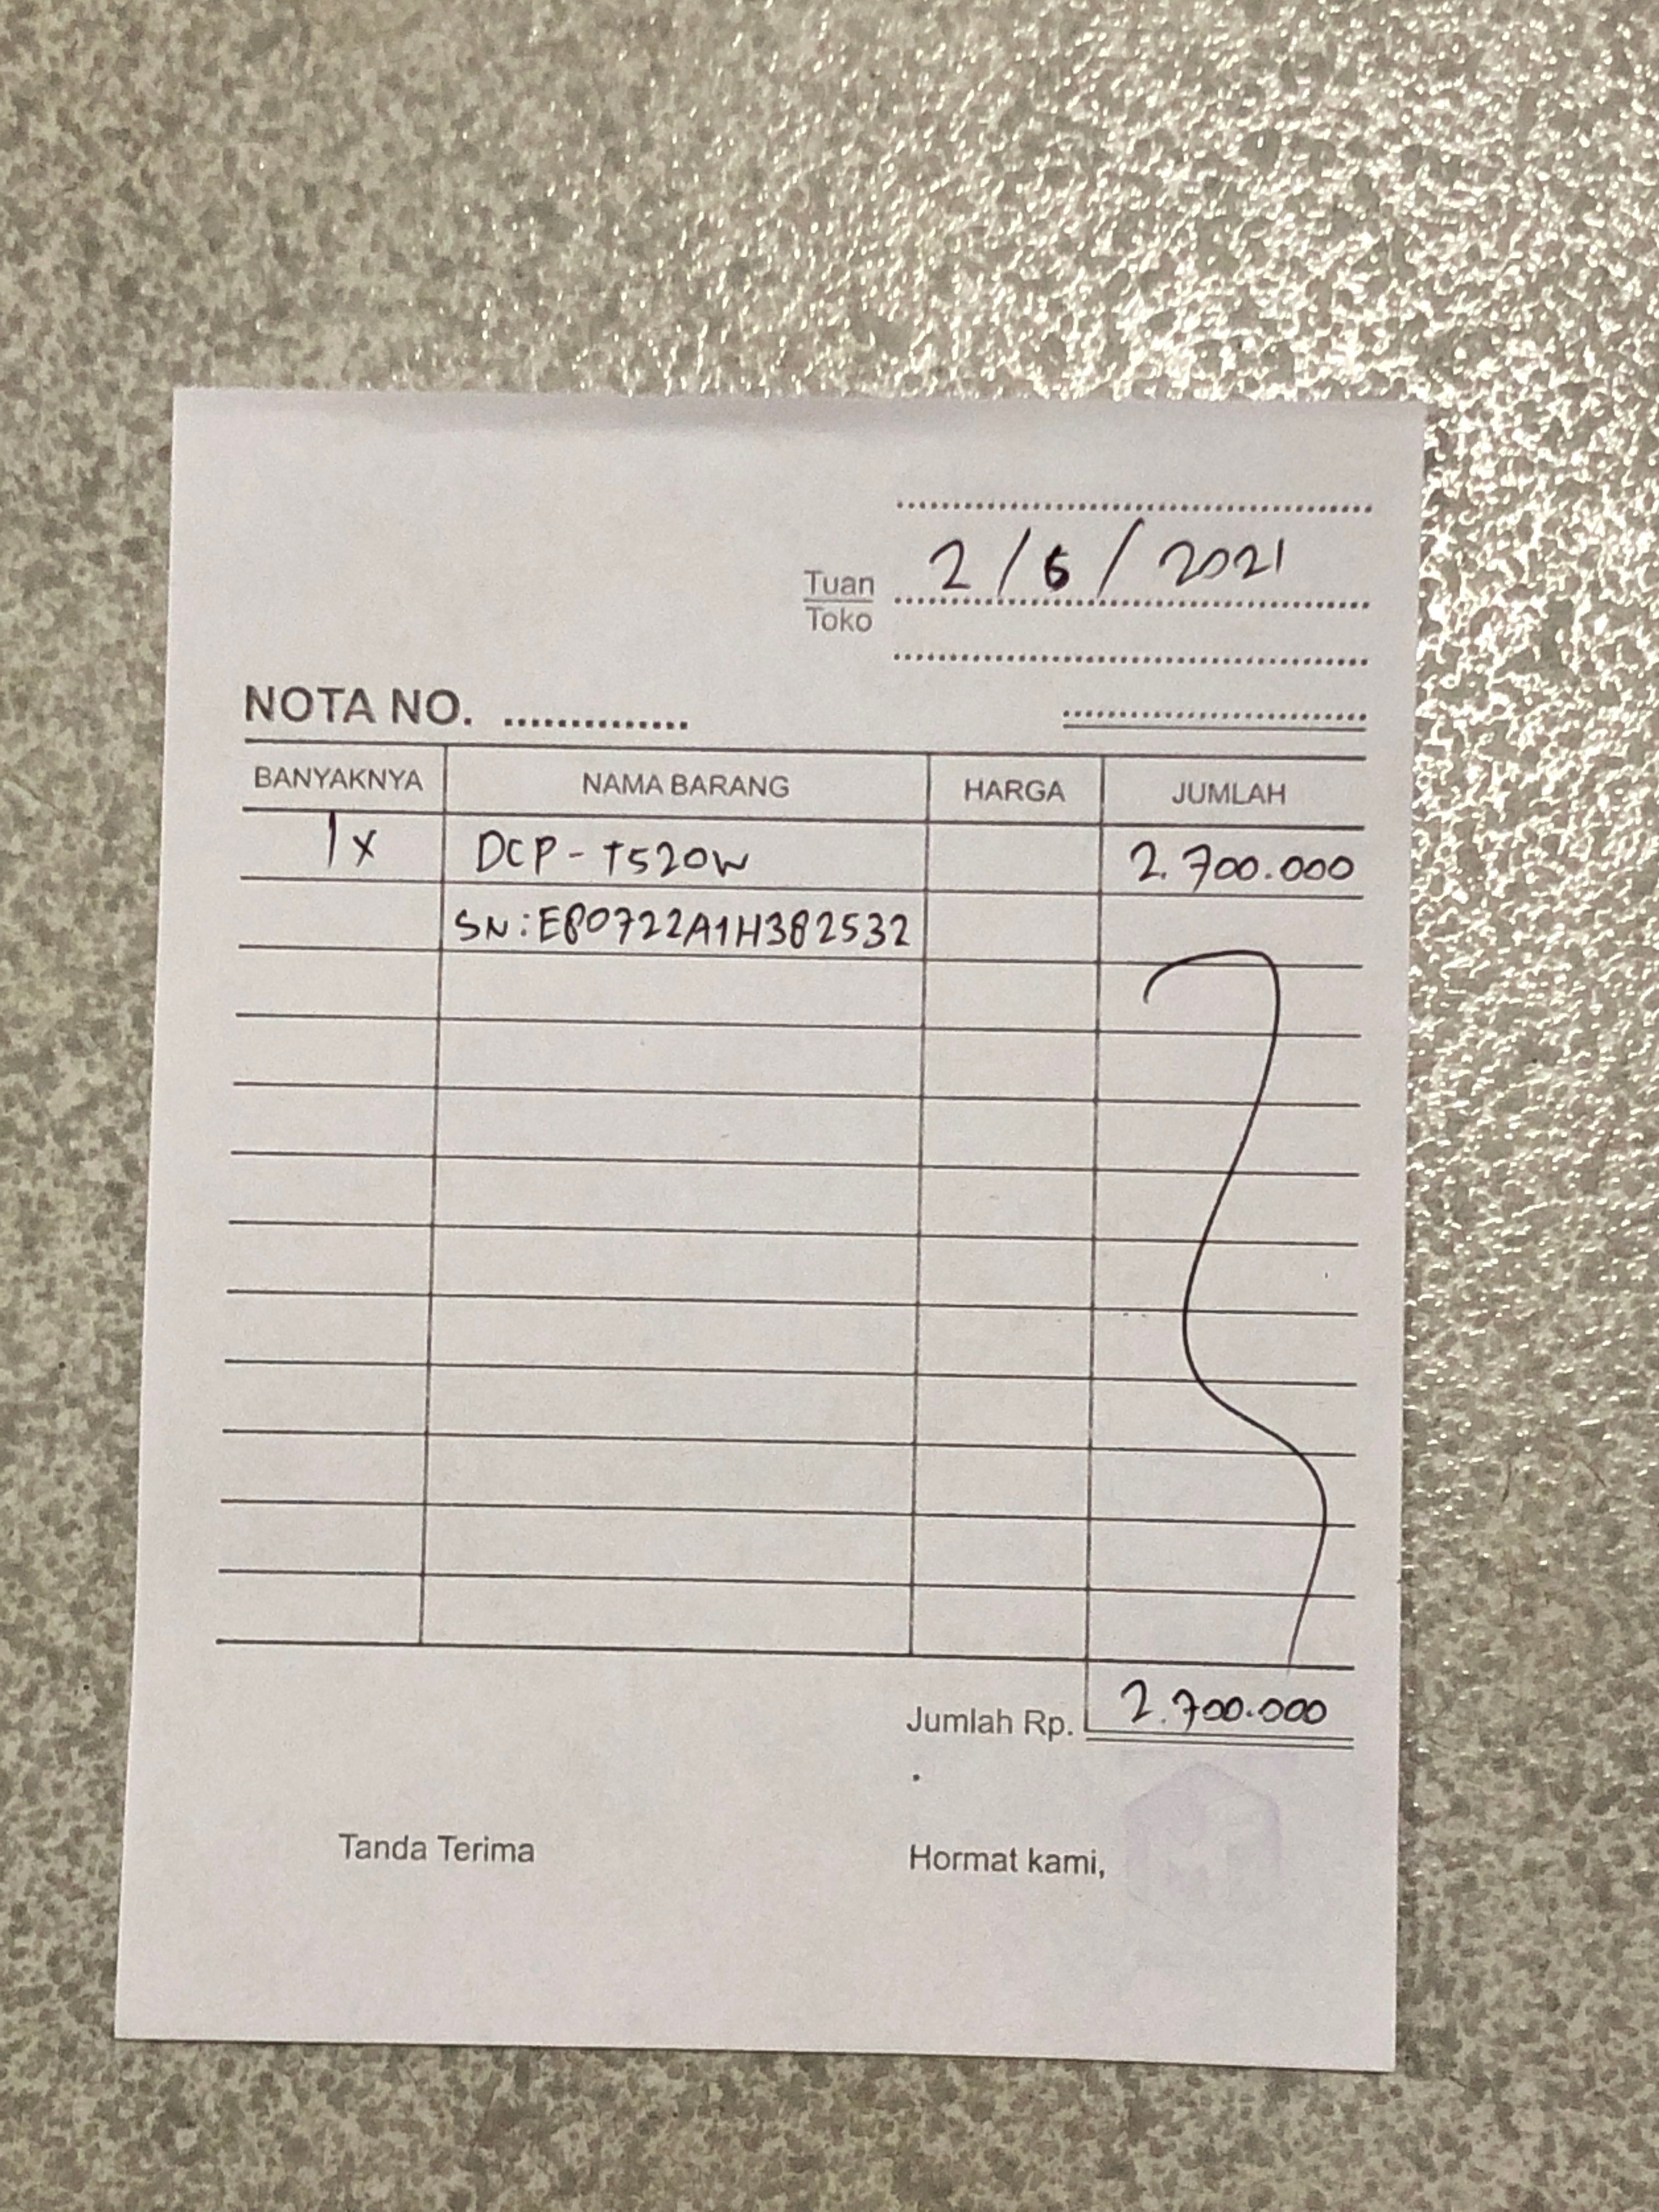 2/6/2021
Tuan
Toko
NOTA NO. ..............
BANYAKNYA NAMA BARANG HARGA JUMLAH
1x DCP-T520W 2.700.000
SN:E80722A1H382532
Jumlah Rp. 2.700.000
Tanda Terima Hormat kami,